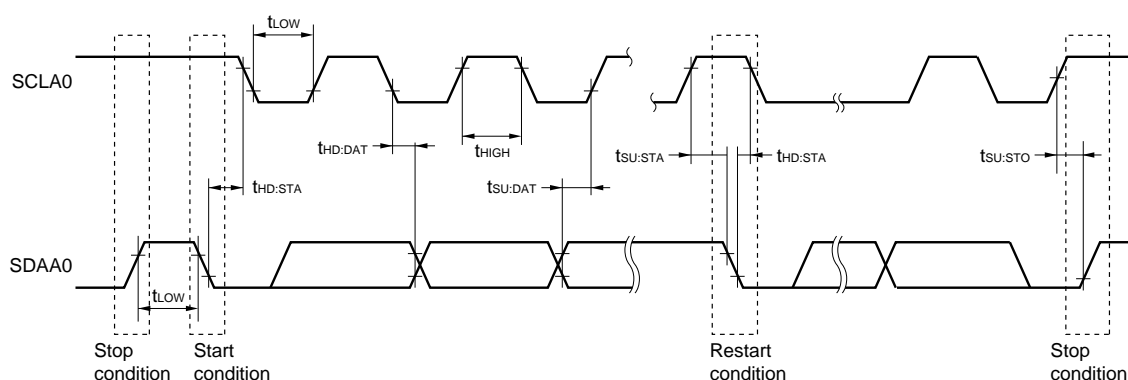 tLOW
SCLA0
tHD:DAT
tHIGH
tSU:STA
tHD:STA
tSU:STO
tHD:STA
tSU:DAT
SDAA0
tLOW
Stop
condition
Start
condition
Restart
condition
Stop
condition